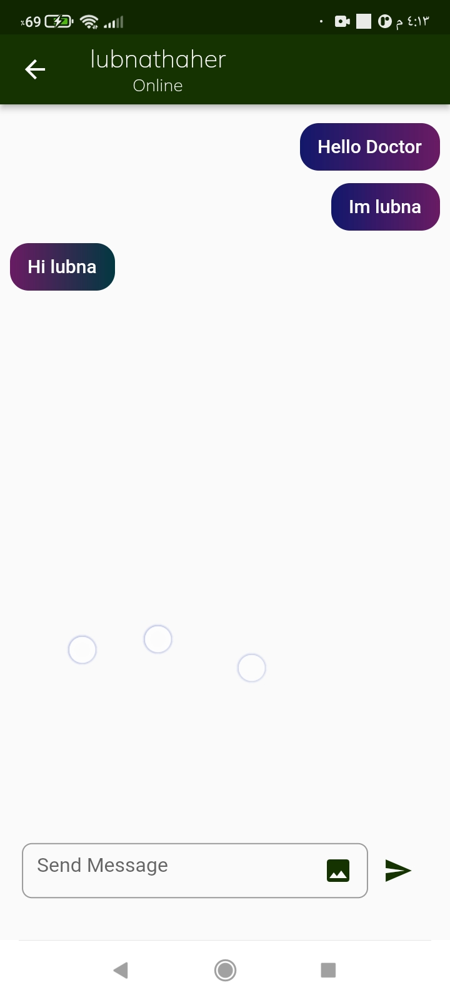 ٪69
٤:١٣ م
lubnathaher
Online
Hello Doctor
Im lubna
Hi lubna
Send Message